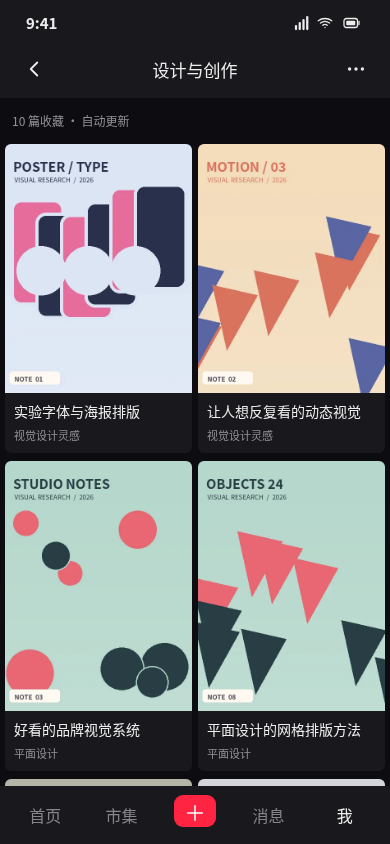 9:41
设计与创作
10 篇收藏 · 自动更新
POSTER / TYPE
VISUAL RESEARCH / 2026
NOTE 01
实验字体与海报排版
视觉设计灵感
MOTION / 03
VISUAL RESEARCH / 2026
NOTE 02
让人想反复看的动态视觉
视觉设计灵感
STUDIO NOTES
VISUAL RESEARCH / 2026
NOTE 03
好看的品牌视觉系统
平面设计
OBJECTS 24
VISUAL RESEARCH / 2026
NOTE 08
平面设计的网格排版方法
平面设计
首页
市集
消息
我